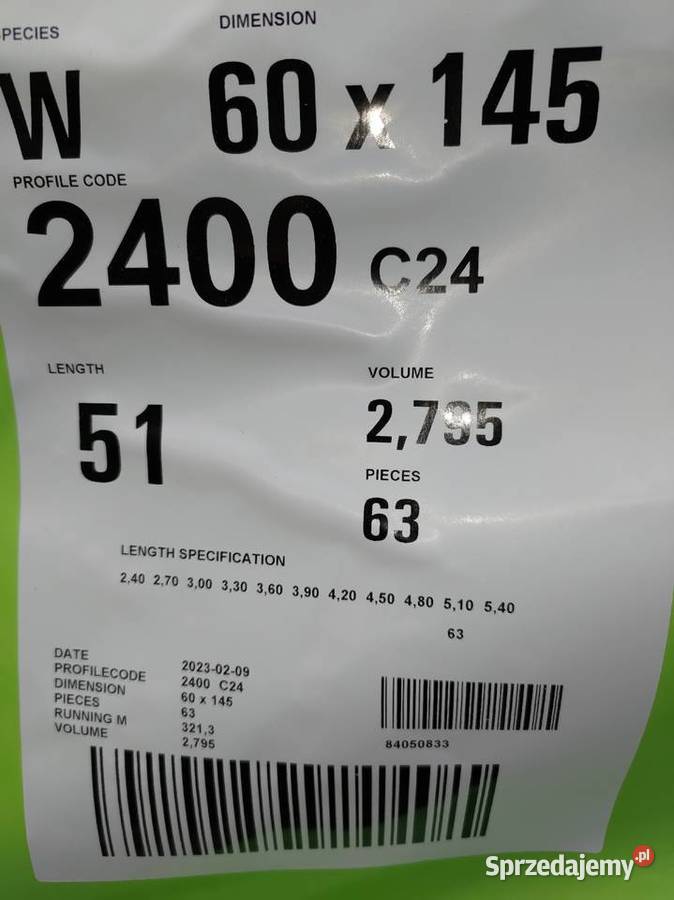 SPECIES
DIMENSION
W 60 x 145
PROFILE CODE
2400 C24
LENGTH
VOLUME
51
2,795
PIECES
63
LENGTH SPECIFICATION
2,40 2,70 3,00 3,30 3,60 3,90 4,20 4,50 4,80 5,10 5,40
63
DATE 2023-02-09
PROFILECODE 2400 C24
DIMENSION 60 x 145
PIECES 63
RUNNING M 321,3
VOLUME 2,795
84050833
Sprzedajemy.pl